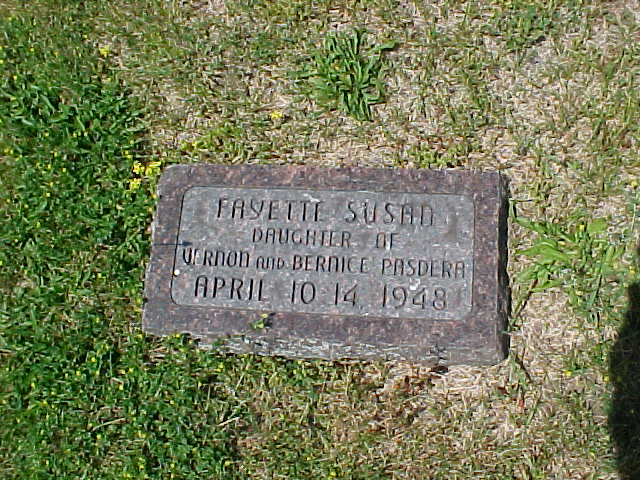 FAYETTE SUSAN
DAUGHTER OF
VERNON AND BERNICE PASDERA
APRIL 10-14, 1948